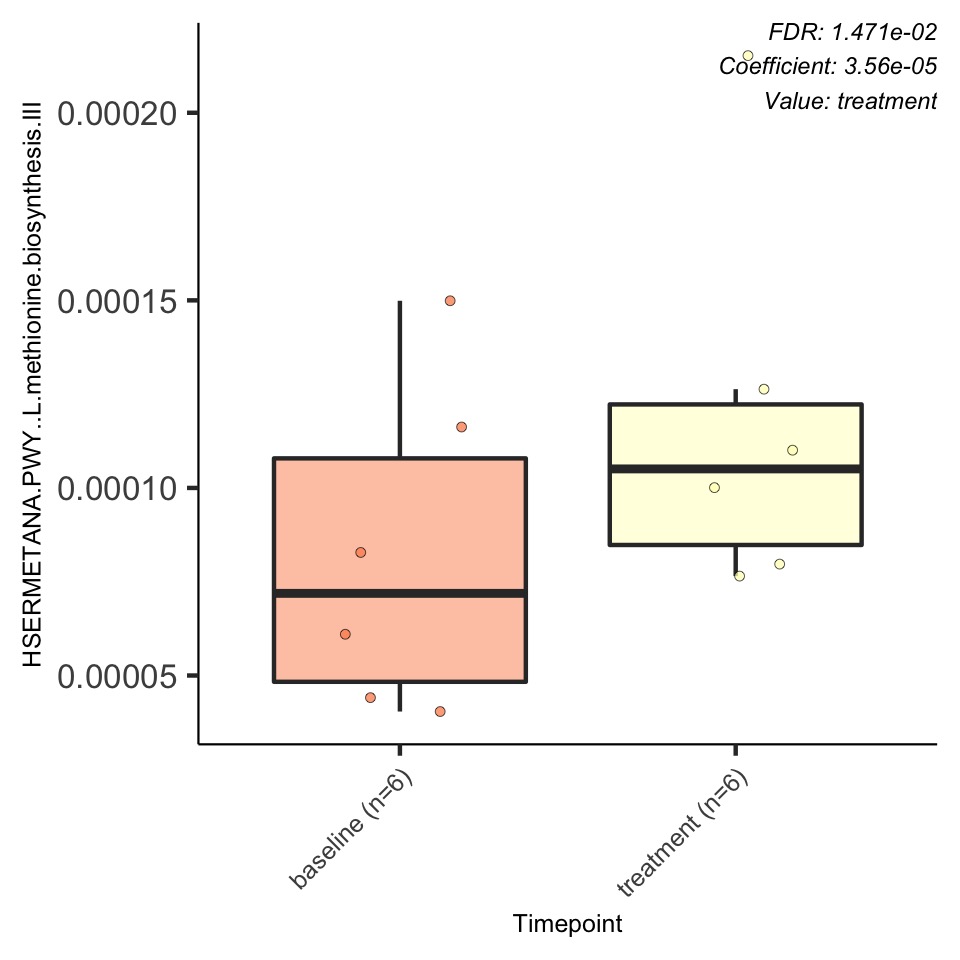 FDR: 1.471e-02
Coefficient: 3.56e-05
Value: treatment
HSERMETANA.PWY..L.methionine.biosynthesis.III
0.00020
0.00015
0.00010
0.00005
baseline (n=6)
treatment (n=6)
Timepoint